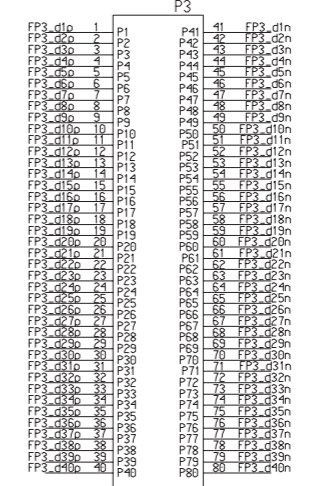 P3
FP3_d1p 1 P1 P41 41 FP3_d1n
FP3_d2p 2 P2 P42 42 FP3_d2n
FP3_d3p 3 P3 P43 43 FP3_d3n
FP3_d4p 4 P4 P44 44 FP3_d4n
FP3_d5p 5 P5 P45 45 FP3_d5n
FP3_d6p 6 P6 P46 46 FP3_d6n
FP3_d7p 7 P7 P47 47 FP3_d7n
FP3_d8p 8 P8 P48 48 FP3_d8n
FP3_d9p 9 P9 P49 49 FP3_d9n
FP3_d10p 10 P10 P50 50 FP3_d10n
FP3_d11p 11 P11 P51 51 FP3_d11n
FP3_d12p 12 P12 P52 52 FP3_d12n
FP3_d13p 13 P13 P53 53 FP3_d13n
FP3_d14p 14 P14 P54 54 FP3_d14n
FP3_d15p 15 P15 P55 55 FP3_d15n
FP3_d16p 16 P16 P56 56 FP3_d16n
FP3_d17p 17 P17 P57 57 FP3_d17n
FP3_d18p 18 P18 P58 58 FP3_d18n
FP3_d19p 19 P19 P59 59 FP3_d19n
FP3_d20p 20 P20 P60 60 FP3_d20n
FP3_d21p 21 P21 P61 61 FP3_d21n
FP3_d22p 22 P22 P62 62 FP3_d22n
FP3_d23p 23 P23 P63 63 FP3_d23n
FP3_d24p 24 P24 P64 64 FP3_d24n
FP3_d25p 25 P25 P65 65 FP3_d25n
FP3_d26p 26 P26 P66 66 FP3_d26n
FP3_d27p 27 P27 P67 67 FP3_d27n
FP3_d28p 28 P28 P68 68 FP3_d28n
FP3_d29p 29 P29 P69 69 FP3_d29n
FP3_d30p 30 P30 P70 70 FP3_d30n
FP3_d31p 31 P31 P71 71 FP3_d31n
FP3_d32p 32 P32 P72 72 FP3_d32n
FP3_d33p 33 P33 P73 73 FP3_d33n
FP3_d34p 34 P34 P74 74 FP3_d34n
FP3_d35p 35 P35 P75 75 FP3_d35n
FP3_d36p 36 P36 P76 76 FP3_d36n
FP3_d37p 37 P37 P77 77 FP3_d37n
FP3_d38p 38 P38 P78 78 FP3_d38n
FP3_d39p 39 P39 P79 79 FP3_d39n
FP3_d40p 40 P40 P80 80 FP3_d40n